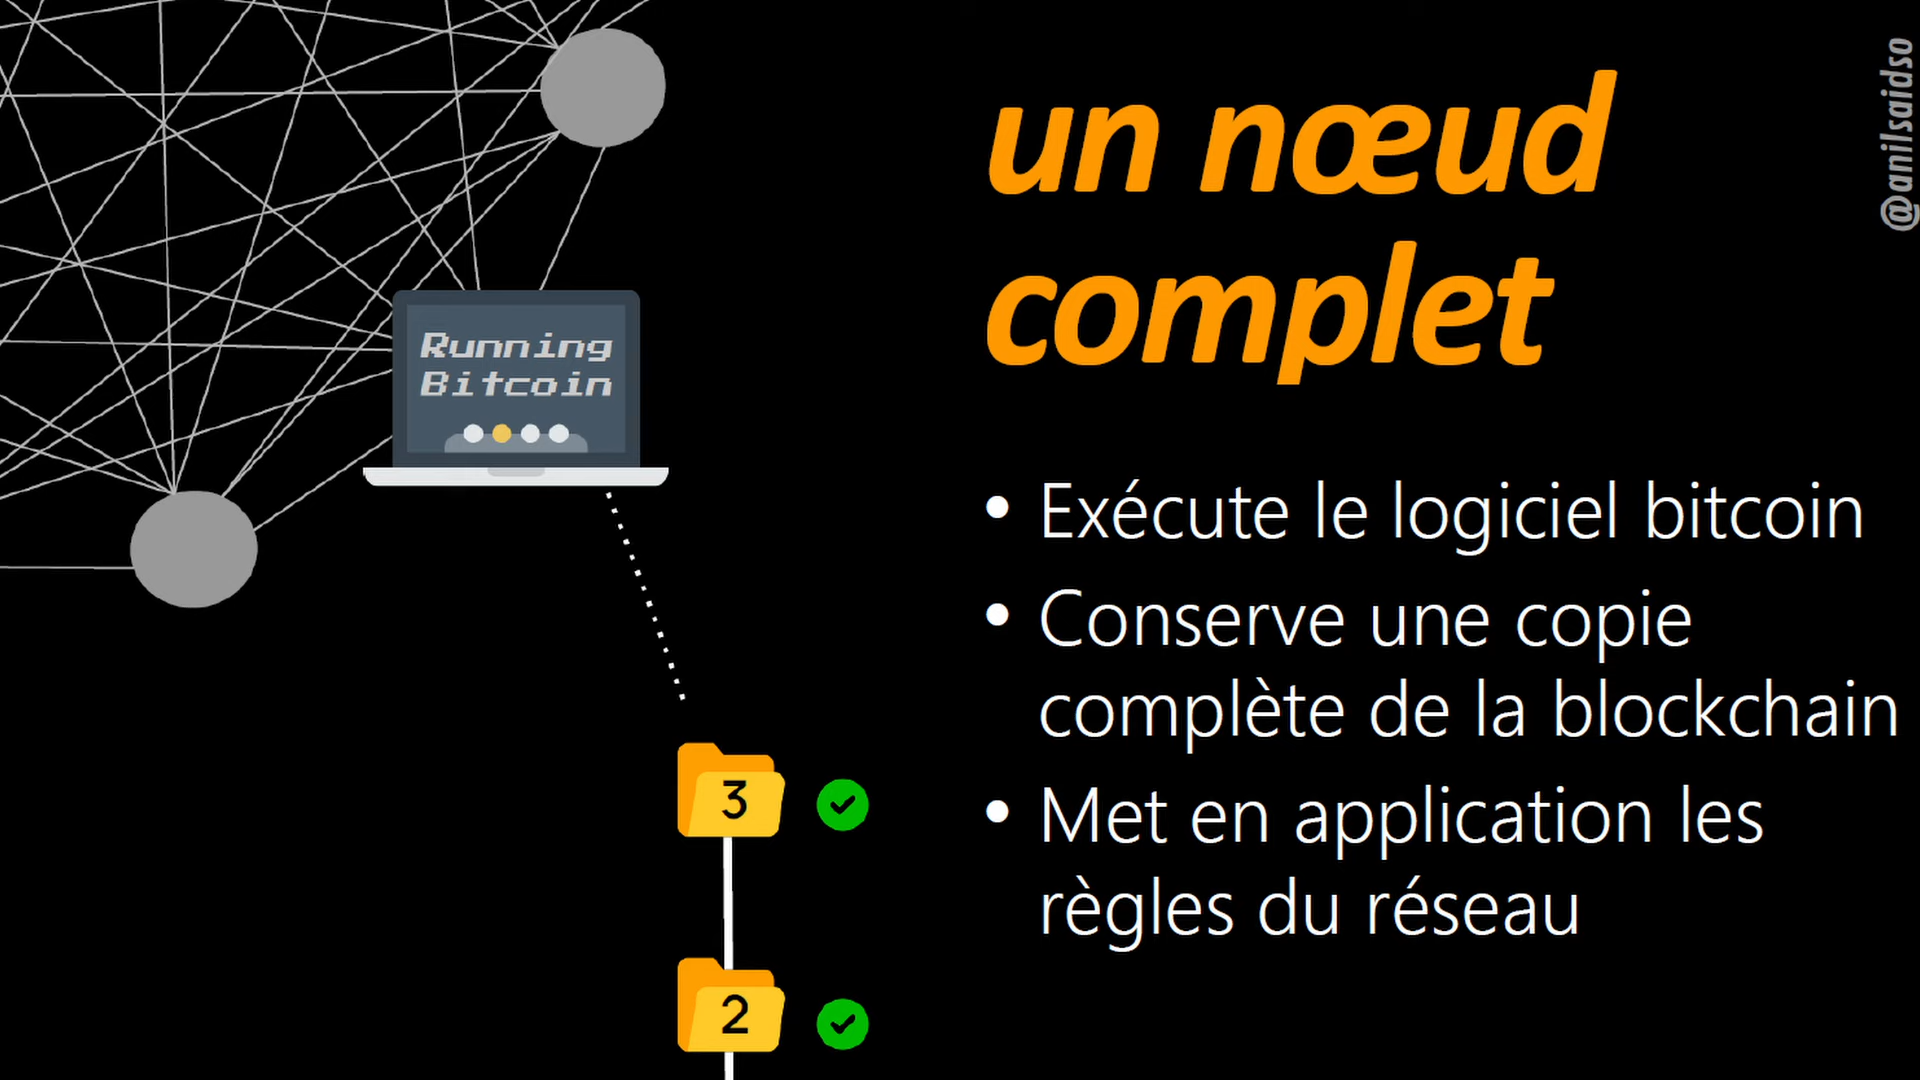 un nœud
complet
@anilsaidso
Running
Bitcoin
• Exécute le logiciel bitcoin
• Conserve une copie
complète de la blockchain
• Met en application les
règles du réseau
3
2